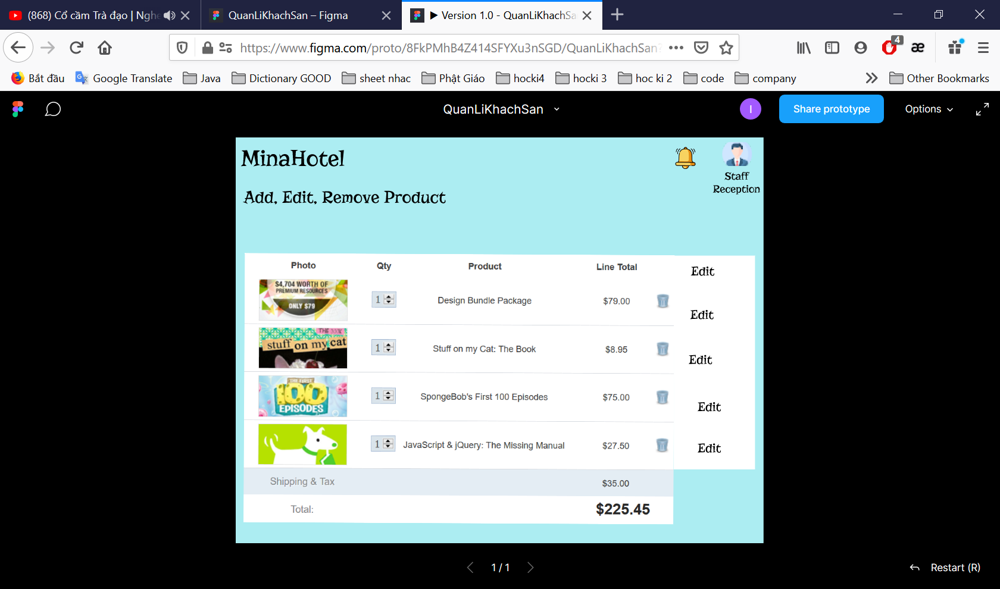 (868) Cổ cầm Trà đạo | Nghe
QuanLiKhachSan – Figma
▶ Version 1.0 - QuanLiKhachSa
https://www.figma.com/proto/8FkPMhB4Z414SFYXu3nSGD/QuanLiKhachSan?
4
æ
Bắt đầu
Google Translate
Java
Dictionary GOOD
sheet nhac
Phật Giáo
hocki4
hocki 3
hoc ki 2
code
company
Other Bookmarks
QuanLiKhachSan
I
Share prototype
Options
MinaHotel
Staff
Reception
Add, Edit, Remove Product
Photo Qty Product Line Total
Edit
$4,704 WORTH OF
PREMIUM RESOURCES
ONLY $79
1 Design Bundle Package $79.00
Edit
THE BOOK
stuff on my cat
1 Stuff on my Cat: The Book $8.95
Edit
THE FIRST
100
EPISODES
1 SpongeBob's First 100 Episodes $75.00
Edit
1 JavaScript & jQuery: The Missing Manual $27.50
Edit
Shipping & Tax $35.00
Total: $225.45
1 / 1
Restart (R)